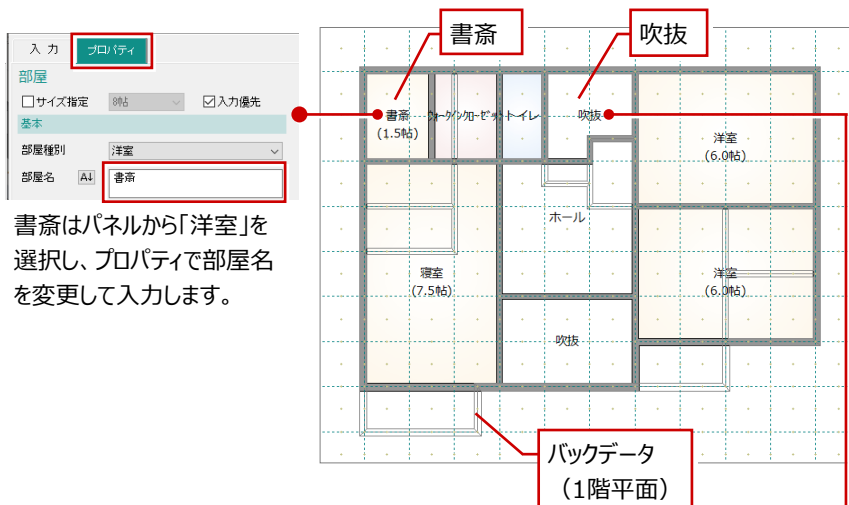 入 力 プロパティ
部屋
サイズ指定 8帖 入力優先
基本
部屋種別 洋室
部屋名 A↓ 書斎
書斎はパネルから「洋室」を
選択し、プロパティで部屋名
を変更して入力します。
書斎
吹抜
書斎
(1.5帖)
ウォークインクローゼット
トイレ
吹抜
洋室
(6.0帖)
ホール
寝室
(7.5帖)
洋室
(6.0帖)
吹抜
バックデータ
（1階平面）